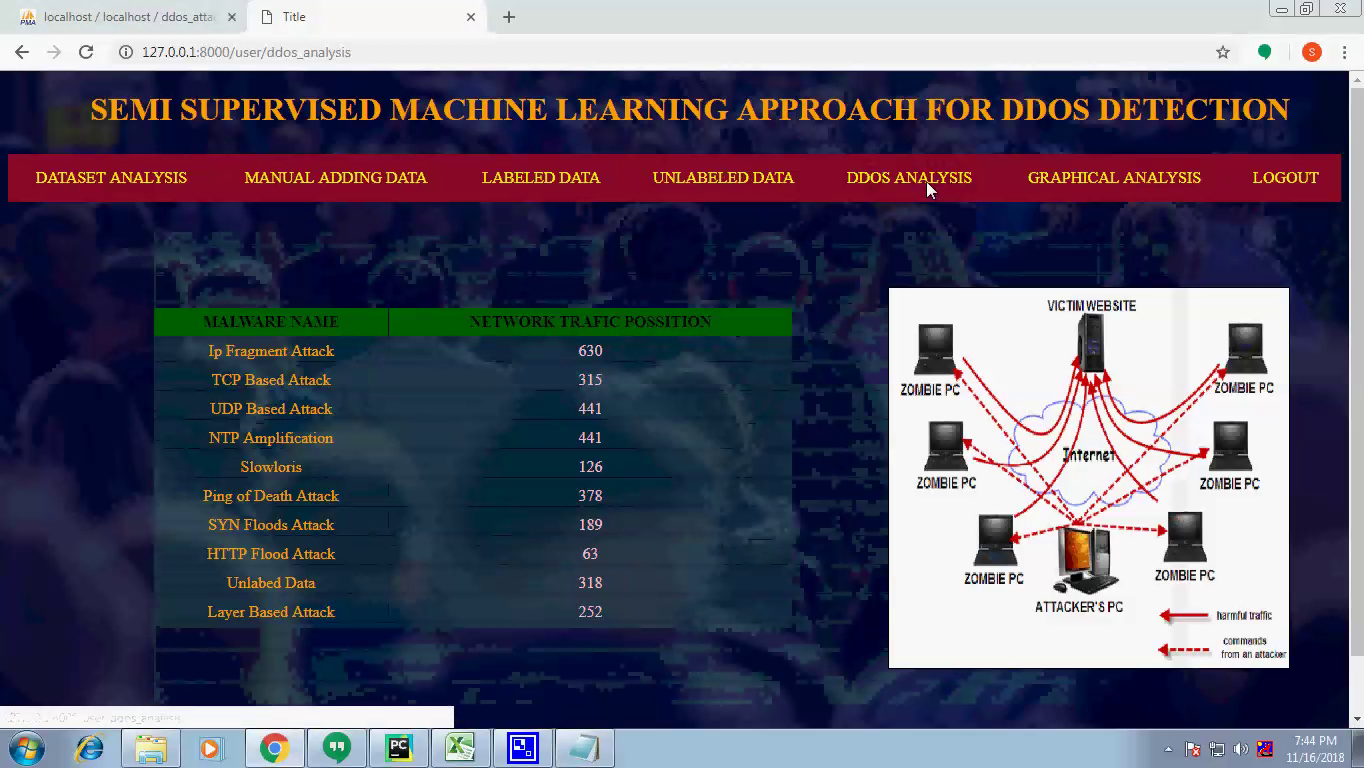 localhost / localhost / ddos_atta
Title
127.0.0.1:8000/user/ddos_analysis
S
SEMI SUPERVISED MACHINE LEARNING APPROACH FOR DDOS DETECTION
DATASET ANALYSIS MANUAL ADDING DATA LABELED DATA UNLABELED DATA DDOS ANALYSIS GRAPHICAL ANALYSIS LOGOUT
MALWARE NAME NETWORK TRAFIC POSSITION
Ip Fragment Attack 630
TCP Based Attack 315
UDP Based Attack 441
NTP Amplification 441
Slowloris 126
Ping of Death Attack 378
SYN Floods Attack 189
HTTP Flood Attack 63
Unlabed Data 318
Layer Based Attack 252
VICTIM WEBSITE
ZOMBIE PC
ZOMBIE PC
Internet
ZOMBIE PC
ZOMBIE PC
ZOMBIE PC
ZOMBIE PC
ATTACKER'S PC
harmful traffic
commands
from an attacker
PC
7:44 PM
11/16/2018